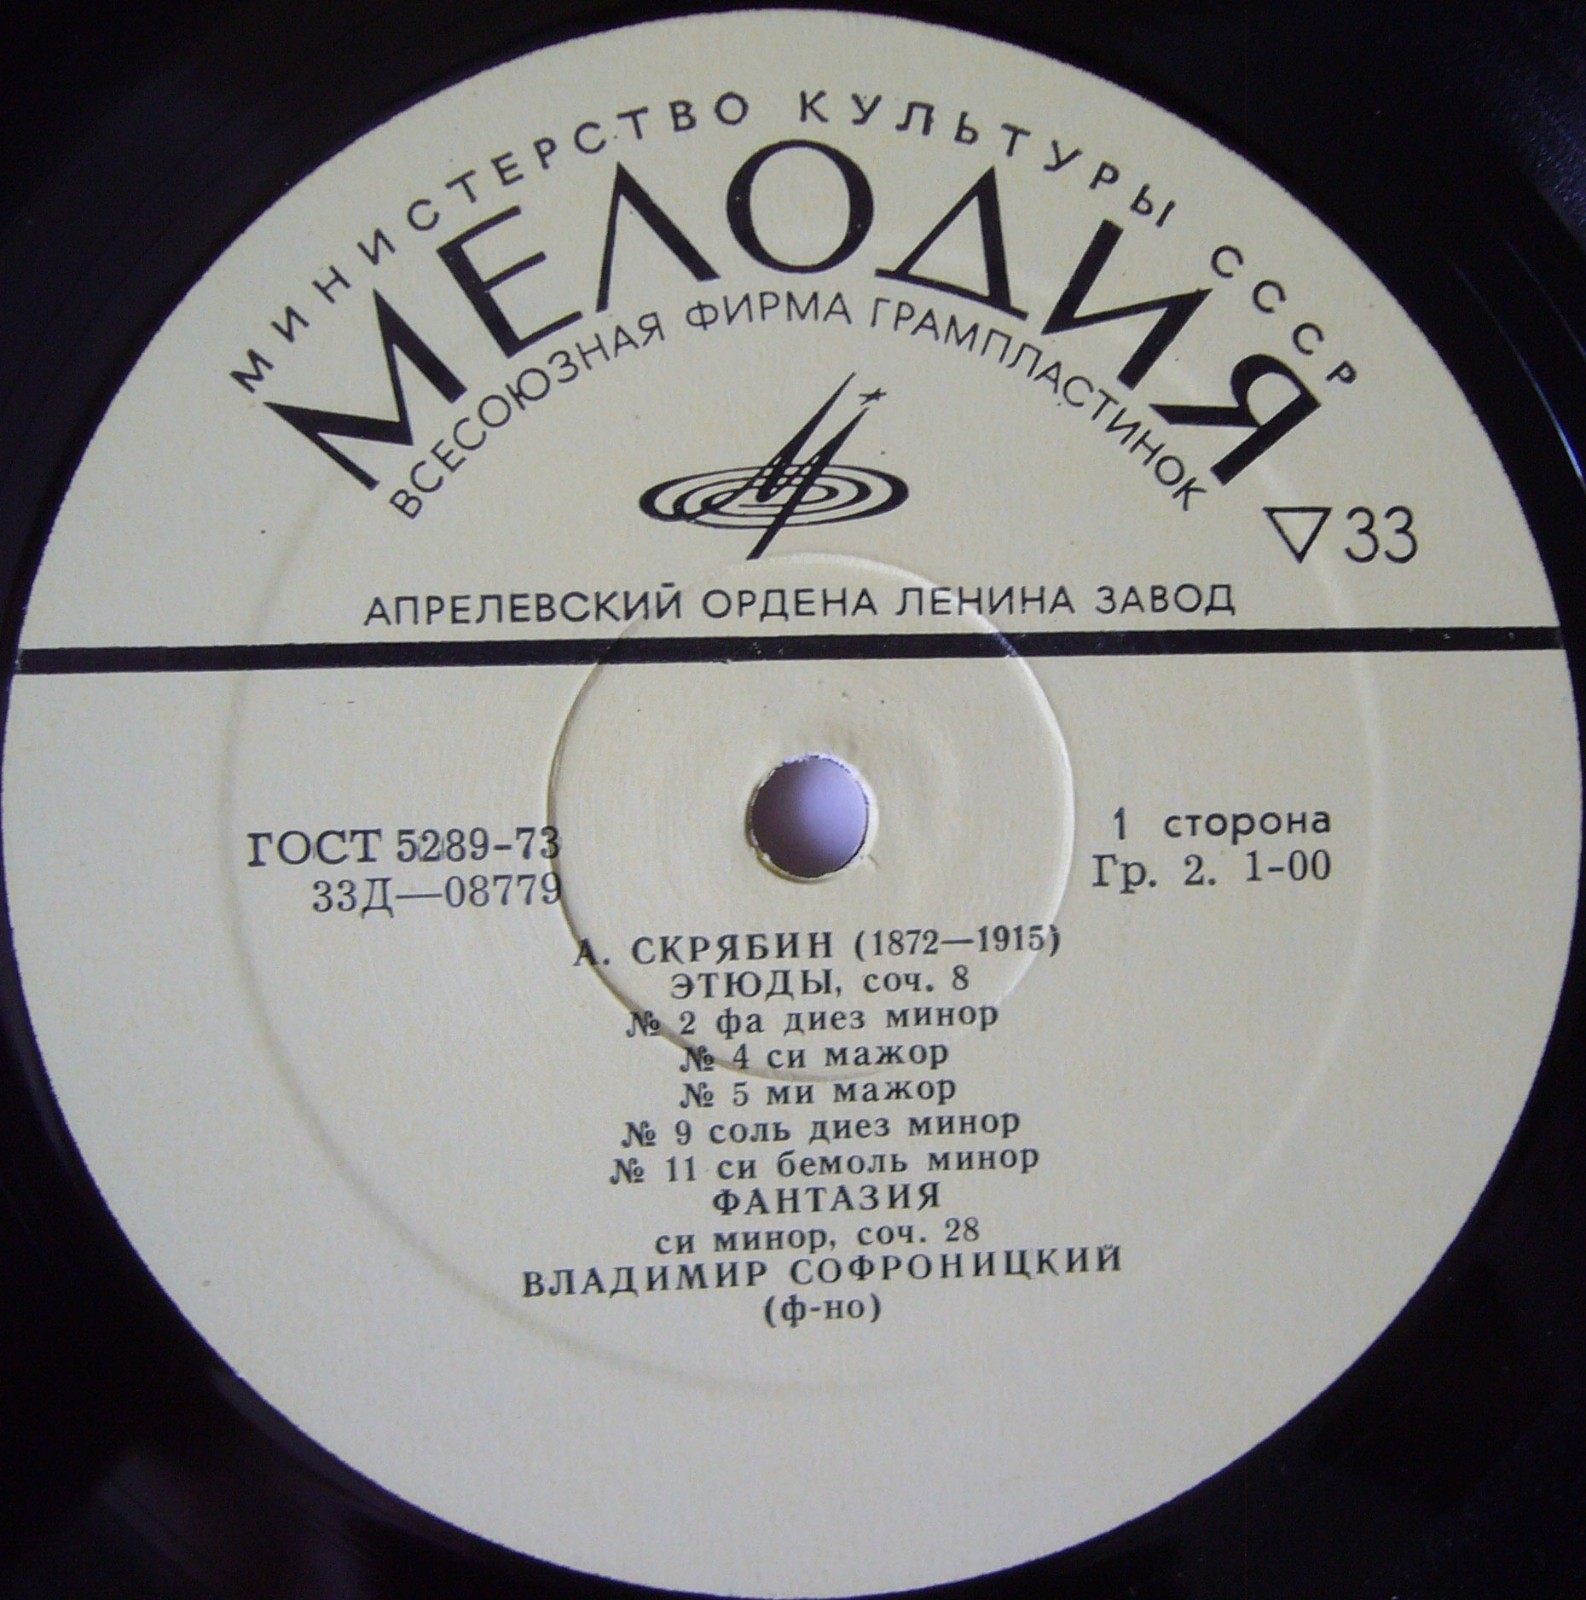 МИНИСТЕРСТВО КУЛЬТУРЫ СССР
МЕЛОДИЯ
ВСЕСОЮЗНАЯ ФИРМА ГРАМПЛАСТИНОК
▽33
АПРЕЛЕВСКИЙ ОРДЕНА ЛЕНИНА ЗАВОД
ГОСТ 5289-73
33Д—08779
1 сторона
Гр. 2. 1-00
А. СКРЯБИН (1872—1915)
ЭТЮДЫ, соч. 8
№ 2 фа диез минор
№ 4 си мажор
№ 5 ми мажор
№ 9 соль диез минор
№ 11 си бемоль минор
ФАНТАЗИЯ
си минор, соч. 28
ВЛАДИМИР СОФРОНИЦКИЙ
(ф-но)